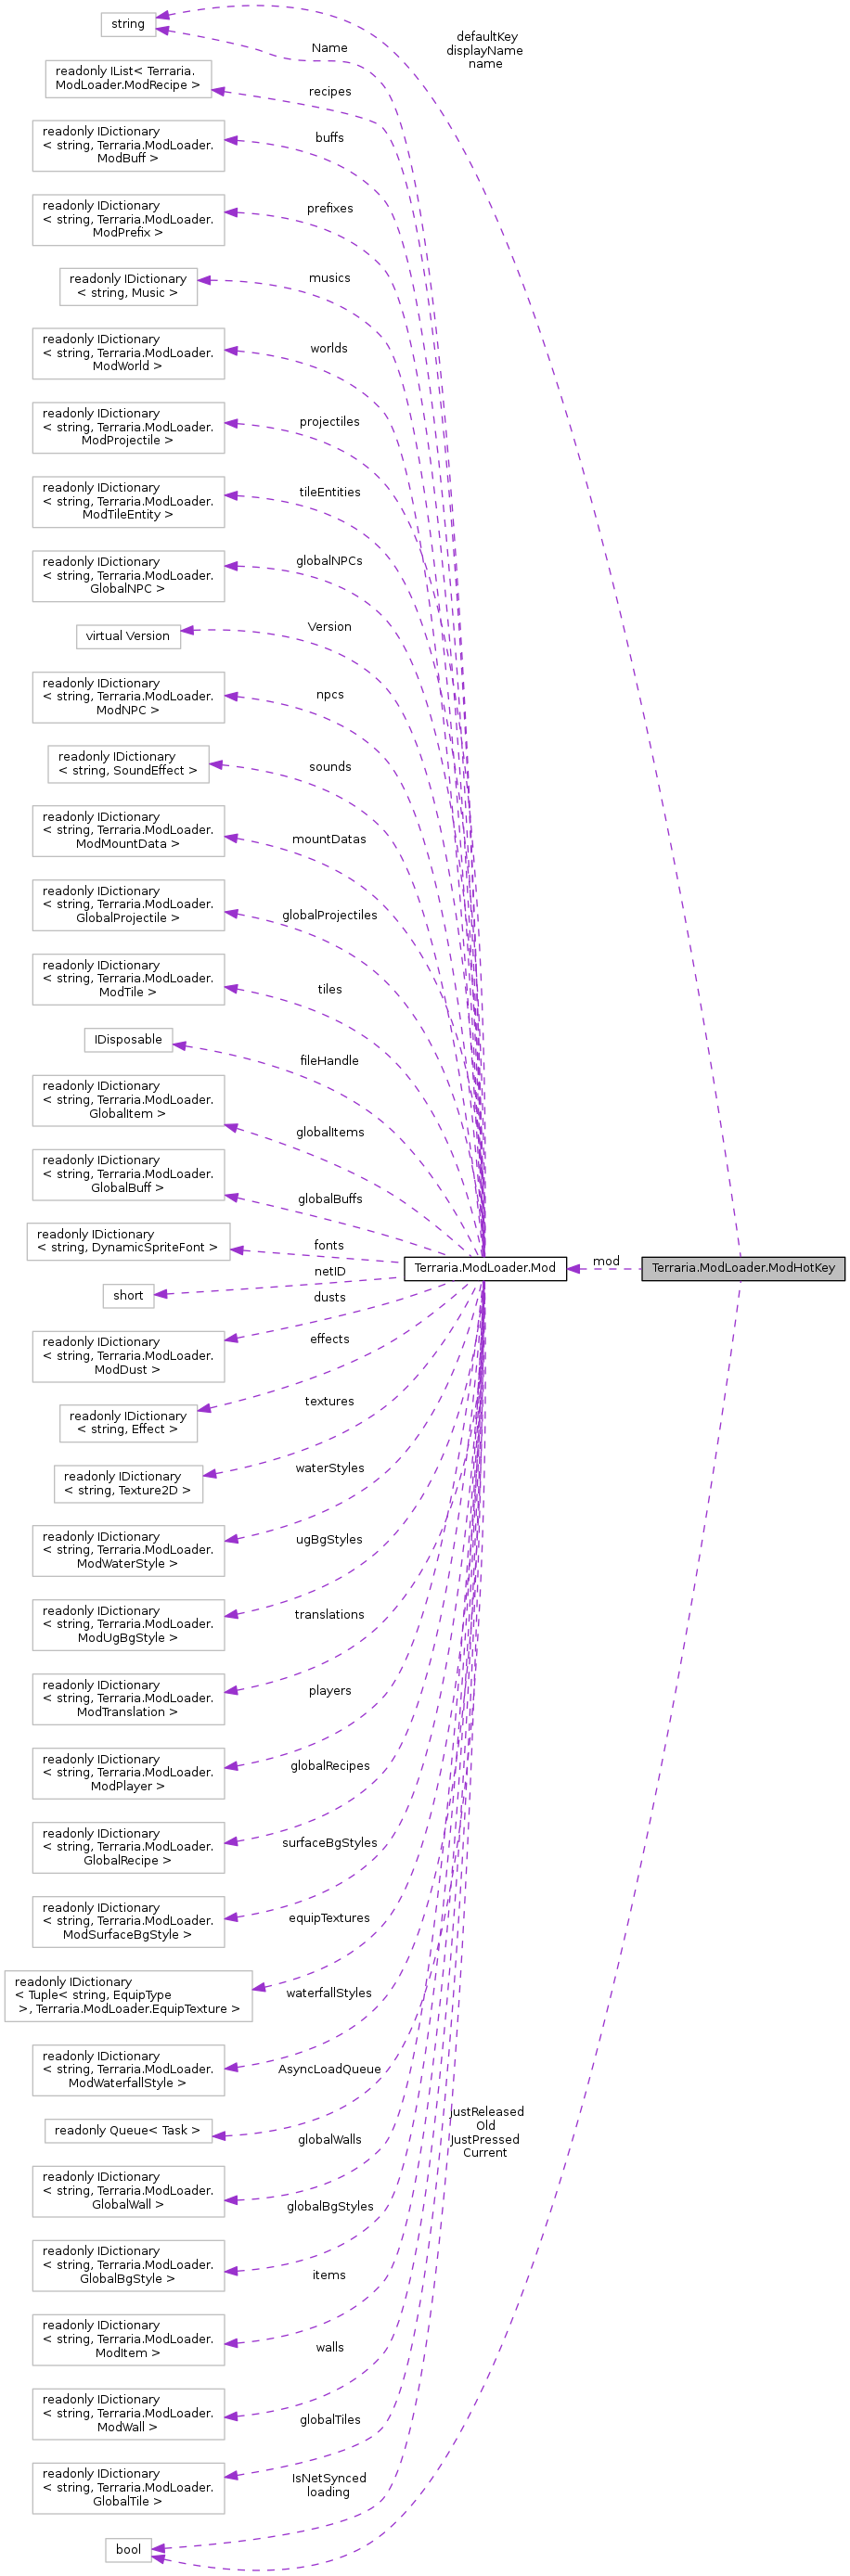 string
defaultKey
displayName
name
Name
readonly IList< Terraria.
ModLoader.ModRecipe >
recipes
readonly IDictionary
< string, Terraria.ModLoader.
ModBuff >
buffs
readonly IDictionary
< string, Terraria.ModLoader.
ModPrefix >
prefixes
readonly IDictionary
< string, Music >
musics
readonly IDictionary
< string, Terraria.ModLoader.
ModWorld >
worlds
readonly IDictionary
< string, Terraria.ModLoader.
ModProjectile >
projectiles
readonly IDictionary
< string, Terraria.ModLoader.
ModTileEntity >
tileEntities
readonly IDictionary
< string, Terraria.ModLoader.
GlobalNPC >
globalNPCs
virtual Version
Version
readonly IDictionary
< string, Terraria.ModLoader.
ModNPC >
npcs
readonly IDictionary
< string, SoundEffect >
sounds
readonly IDictionary
< string, Terraria.ModLoader.
ModMountData >
mountDatas
readonly IDictionary
< string, Terraria.ModLoader.
GlobalProjectile >
globalProjectiles
readonly IDictionary
< string, Terraria.ModLoader.
ModTile >
tiles
IDisposable
fileHandle
readonly IDictionary
< string, Terraria.ModLoader.
GlobalItem >
globalItems
readonly IDictionary
< string, Terraria.ModLoader.
GlobalBuff >
globalBuffs
readonly IDictionary
< string, DynamicSpriteFont >
fonts
Terraria.ModLoader.Mod
mod
Terraria.ModLoader.ModHotKey
short
netID
readonly IDictionary
< string, Terraria.ModLoader.
ModDust >
dusts
readonly IDictionary
< string, Effect >
effects
readonly IDictionary
< string, Texture2D >
textures
readonly IDictionary
< string, Terraria.ModLoader.
ModWaterStyle >
waterStyles
readonly IDictionary
< string, Terraria.ModLoader.
ModUgBgStyle >
ugBgStyles
readonly IDictionary
< string, Terraria.ModLoader.
ModTranslation >
translations
readonly IDictionary
< string, Terraria.ModLoader.
ModPlayer >
players
readonly IDictionary
< string, Terraria.ModLoader.
GlobalRecipe >
globalRecipes
readonly IDictionary
< string, Terraria.ModLoader.
ModSurfaceBgStyle >
surfaceBgStyles
readonly IDictionary
< Tuple< string, EquipType
>, Terraria.ModLoader.EquipTexture >
equipTextures
readonly IDictionary
< string, Terraria.ModLoader.
ModWaterfallStyle >
waterfallStyles
readonly Queue< Task >
AsyncLoadQueue
JustReleased
Old
JustPressed
Current
readonly IDictionary
< string, Terraria.ModLoader.
GlobalWall >
globalWalls
readonly IDictionary
< string, Terraria.ModLoader.
GlobalBgStyle >
globalBgStyles
readonly IDictionary
< string, Terraria.ModLoader.
ModItem >
items
readonly IDictionary
< string, Terraria.ModLoader.
ModWall >
walls
readonly IDictionary
< string, Terraria.ModLoader.
GlobalTile >
globalTiles
bool
IsNetSynced
loading